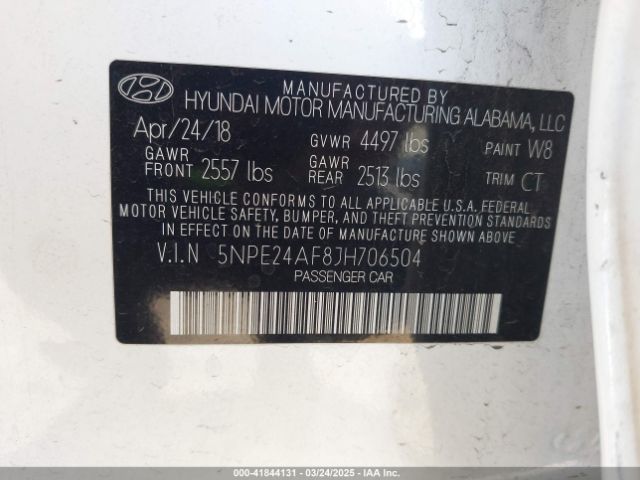 MANUFACTURED BY
HYUNDAI MOTOR MANUFACTURING ALABAMA, LLC
Apr/24/18 GVWR 4497 lbs PAINT W8
GAWR FRONT 2557 lbs GAWR REAR 2513 lbs TRIM CT
THIS VEHICLE CONFORMS TO ALL APPLICABLE U.S.A. FEDERAL
MOTOR VEHICLE SAFETY, BUMPER, AND THEFT PREVENTION STANDARDS
IN EFFECT ON THE DATE OF MANUFACTURE SHOWN ABOVE.
V.I.N 5NPE24AF8JH706504
PASSENGER CAR
000-41844131 - 03/24/2025 - IAA Inc.